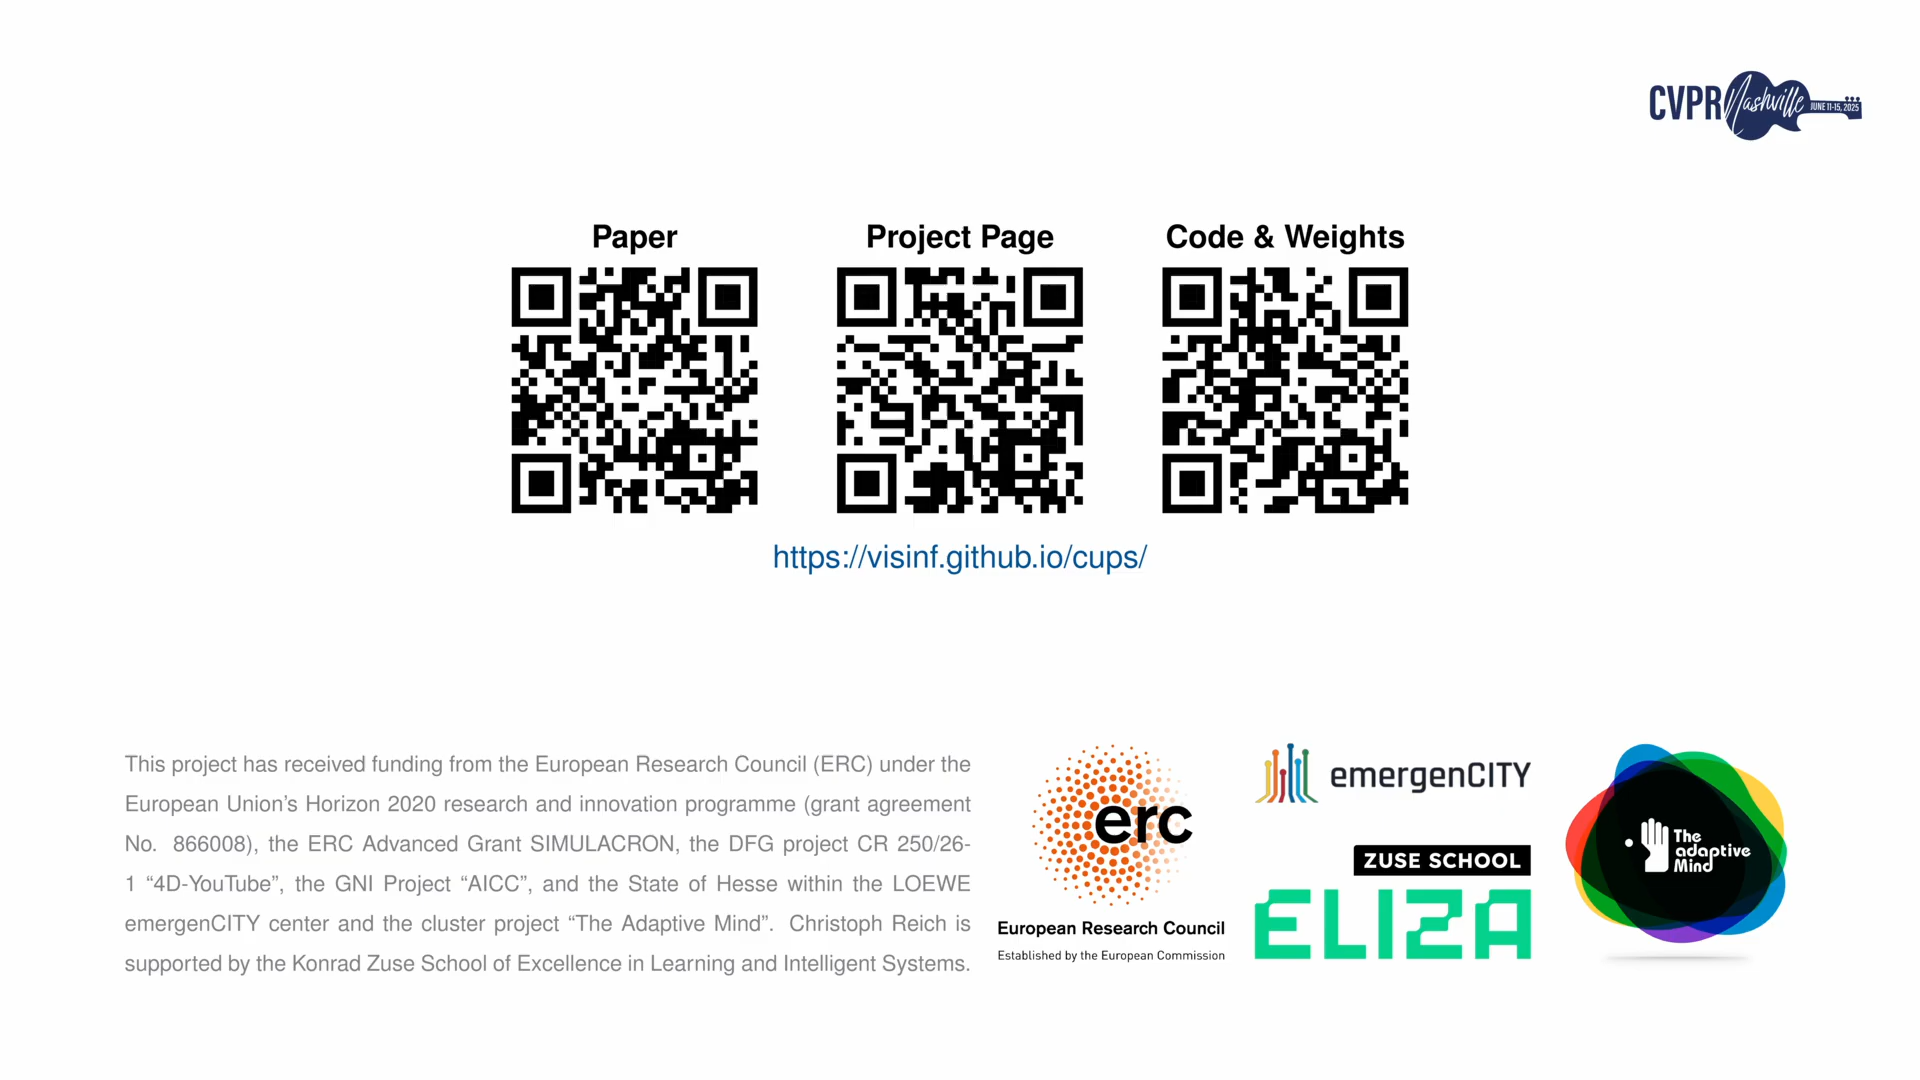 CVPR Nashville JUNE 11-15, 2025
Paper
Project Page
Code & Weights
https://visinf.github.io/cups/
This project has received funding from the European Research Council (ERC) under the
European Union’s Horizon 2020 research and innovation programme (grant agreement
No. 866008), the ERC Advanced Grant SIMULACRON, the DFG project CR 250/26-
1 “4D-YouTube”, the GNI Project “AICC”, and the State of Hesse within the LOEWE
emergenCITY center and the cluster project “The Adaptive Mind”. Christoph Reich is
supported by the Konrad Zuse School of Excellence in Learning and Intelligent Systems.
erc
European Research Council
Established by the European Commission
emergenCITY
ZUSE SCHOOL
ELIZA
The
adaptive
Mind